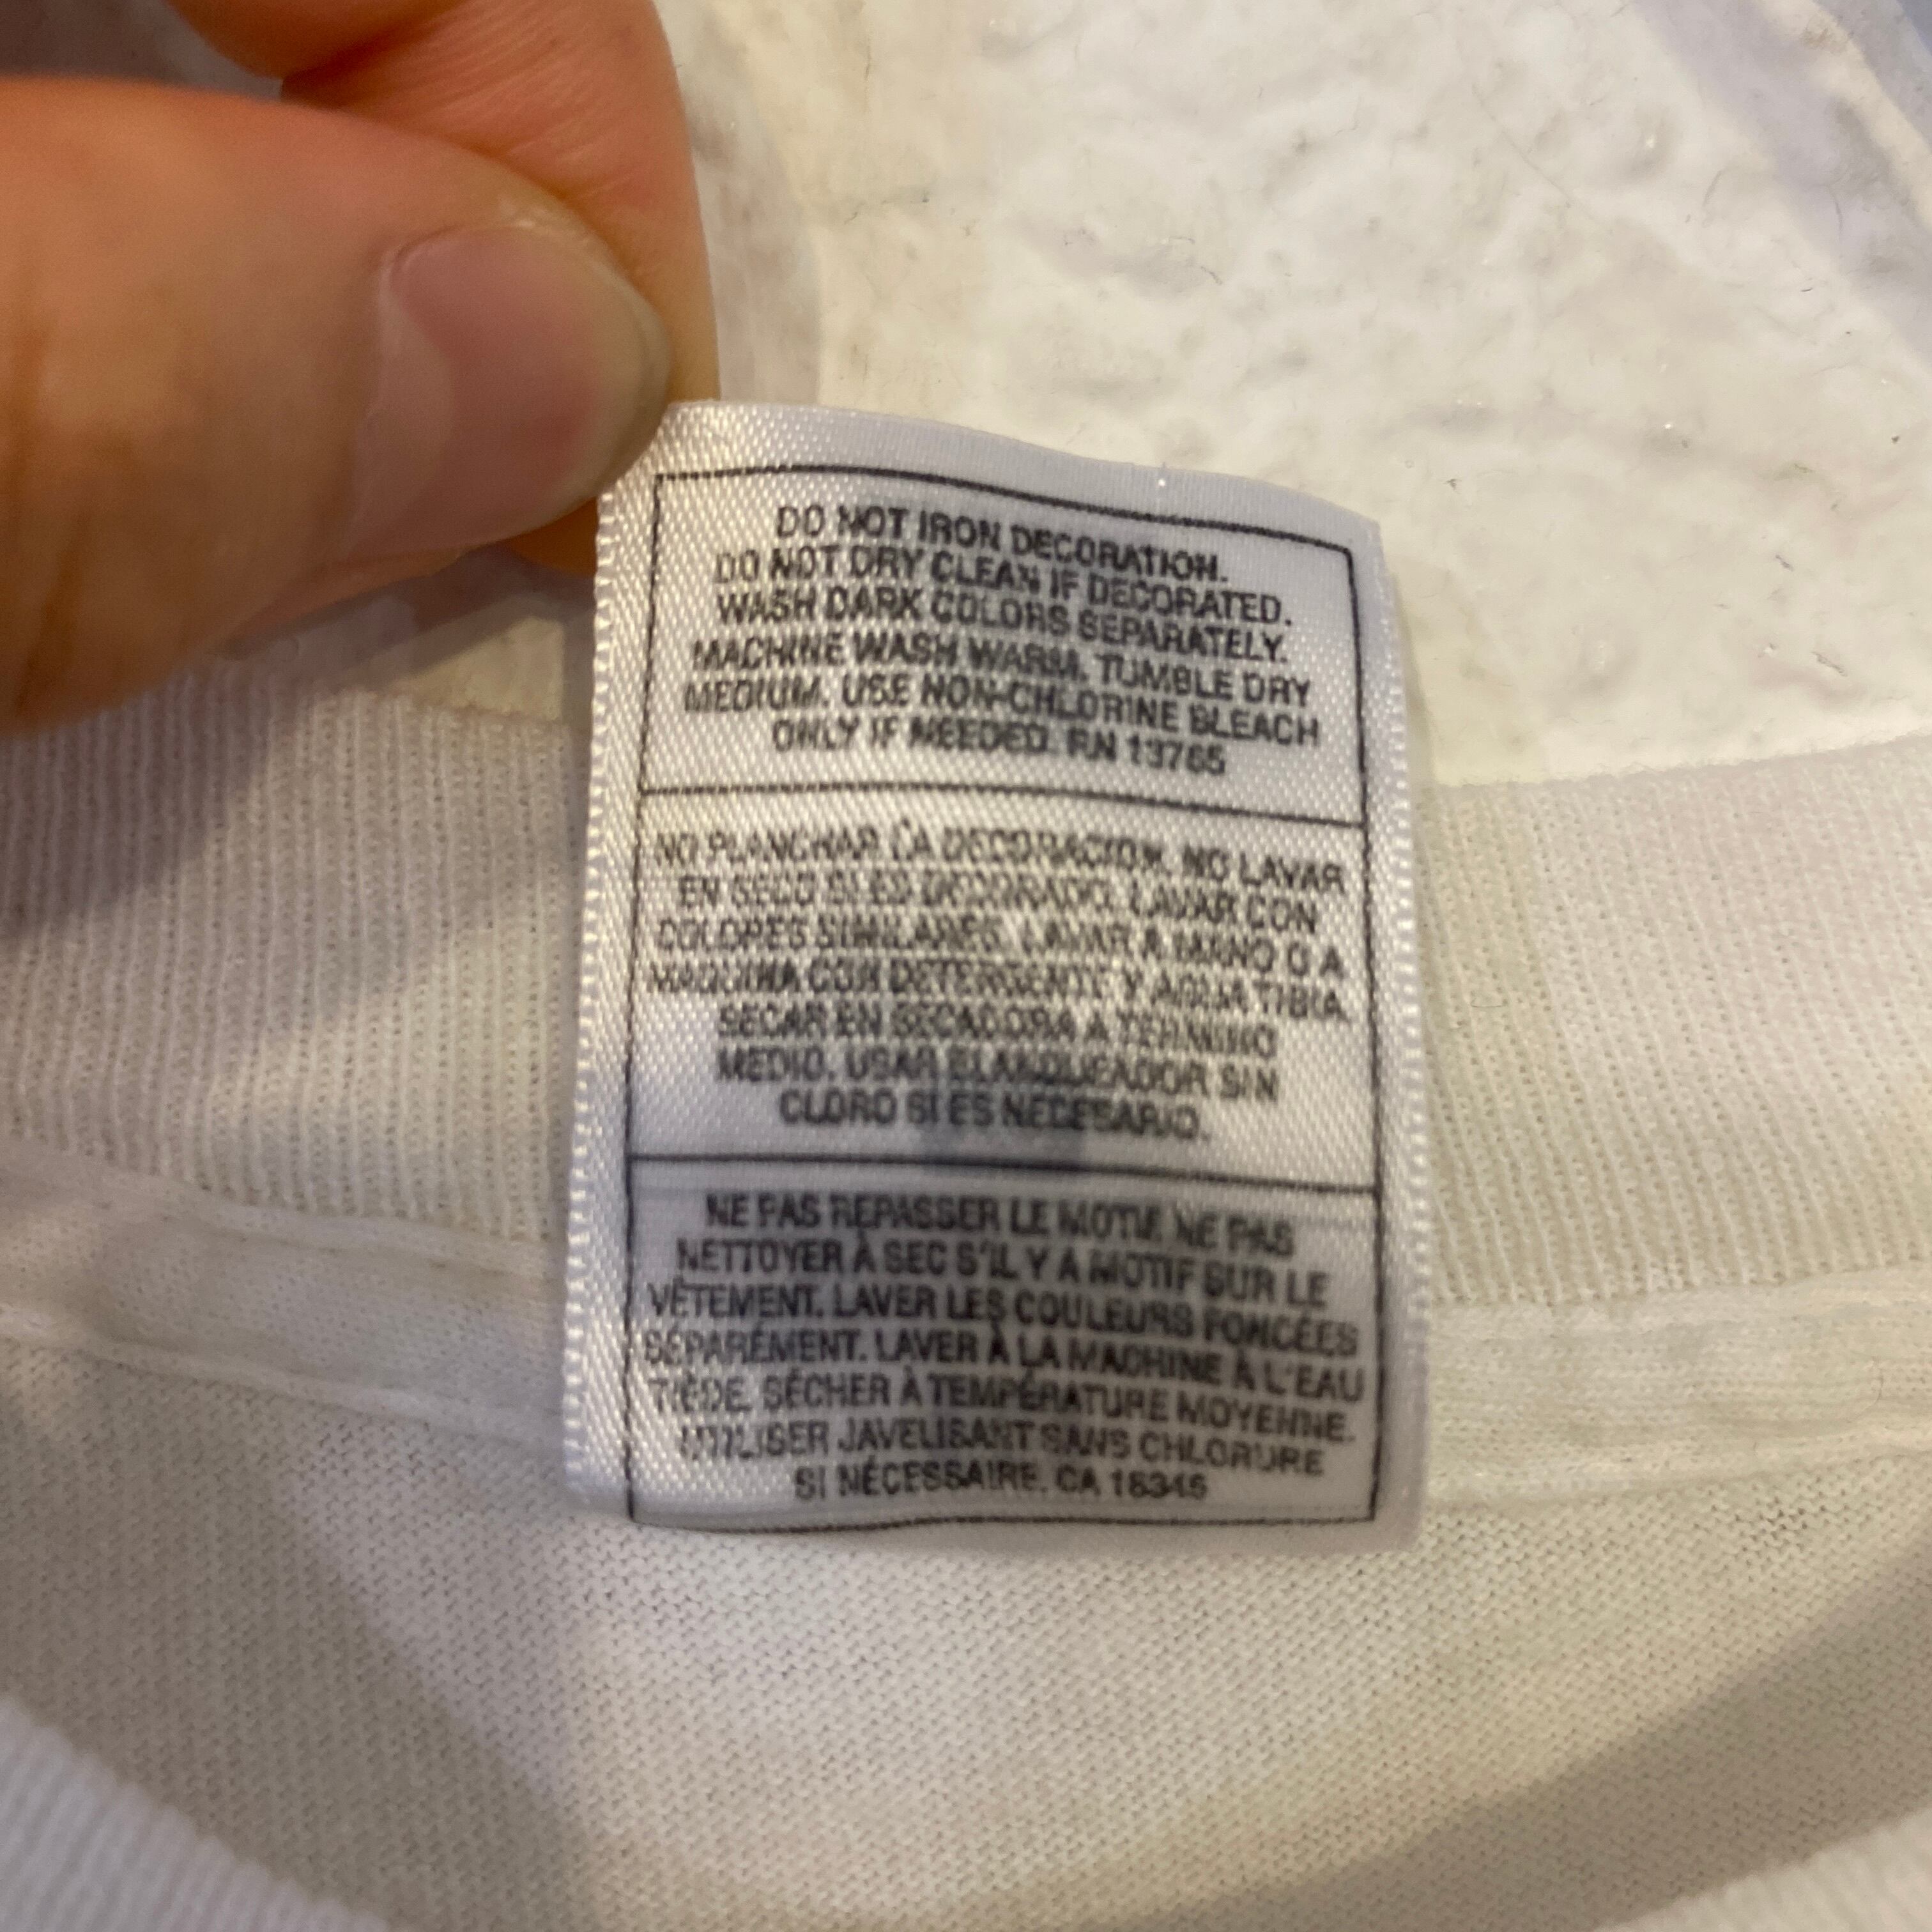 DO NOT IRON DECORATION.
DO NOT DRY CLEAN IF DECORATED.
WASH DARK COLORS SEPARATELY.
MACHINE WASH WARM. TUMBLE DRY
MEDIUM. USE NON-CHLORINE BLEACH
ONLY IF NEEDED. RN 13765
NO PLANCHAR LA DECORACION. NO LAVAR
EN SECO SI ES DECORADO. LAVAR CON
COLORES SIMILARES. LAVAR A MANO O A
MAQUINA CON DETERGENTE Y AGUA TIBIA.
SECAR EN SECADORA A TERMINO
MEDIO. USAR BLANQUEADOR SIN
CLORO SI ES NECESARIO.
NE PAS REPASSER LE MOTIF. NE PAS
NETTOYER À SEC S'IL Y A MOTIF SUR LE
VÊTEMENT. LAVER LES COULEURS FONCÉES
SÉPARÉMENT. LAVER À LA MACHINE À L'EAU
TIÈDE. SÉCHER À TEMPÉRATURE MOYENNE.
UTILISER JAVELISANT SANS CHLORURE
SI NÉCESSAIRE. CA 15345